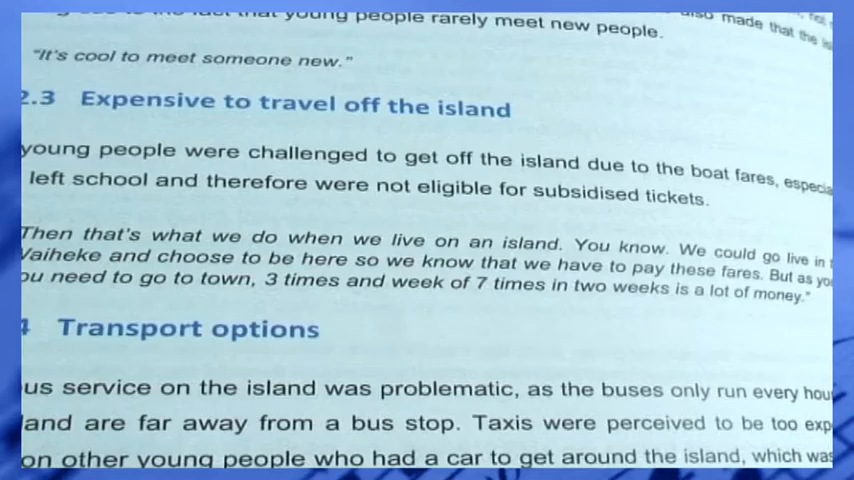 young people rarely meet new people.
also made that the
"It's cool to meet someone new."
2.3 Expensive to travel off the island
young people were challenged to get off the island due to the boat fares,
left school and therefore were not eligible for subsidised tickets.
Then that's what we do when we live on an island. You know. We could go live in
Waiheke and choose to be here so we know that we have to pay these fares. But as
you need to go to town, 3 times and week of 7 times in two weeks is a lot of money."
4 Transport options
bus service on the island was problematic, as the buses only run every
and are far away from a bus stop. Taxis were perceived to be too
on other young people who had a car to get around the island, which was